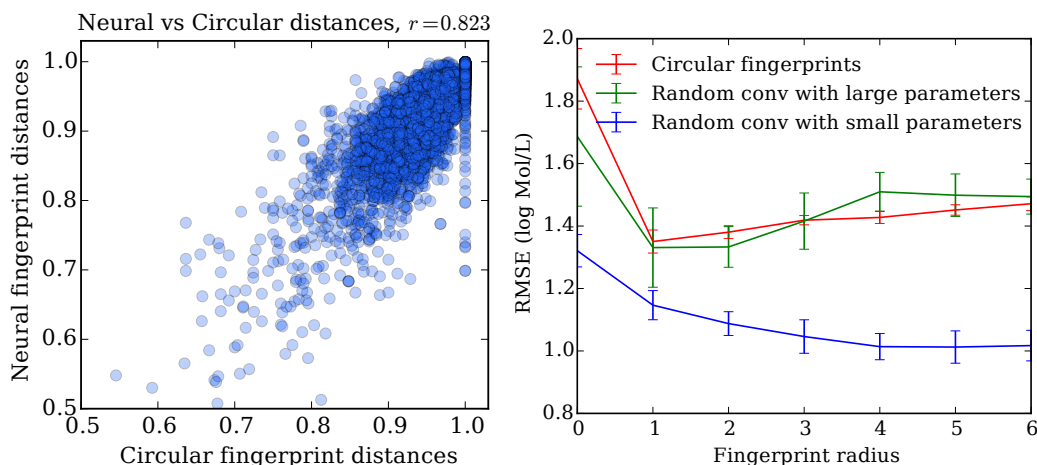 Neural vs Circular distances, r=0.823
Neural fingerprint distances
1.0
0.9
0.8
0.7
0.6
0.5
0.5 0.6 0.7 0.8 0.9 1.0
Circular fingerprint distances
RMSE (log Mol/L)
2.0
1.8
1.6
1.4
1.2
1.0
0.8
Circular fingerprints
Random conv with large parameters
Random conv with small parameters
0 1 2 3 4 5 6
Fingerprint radius